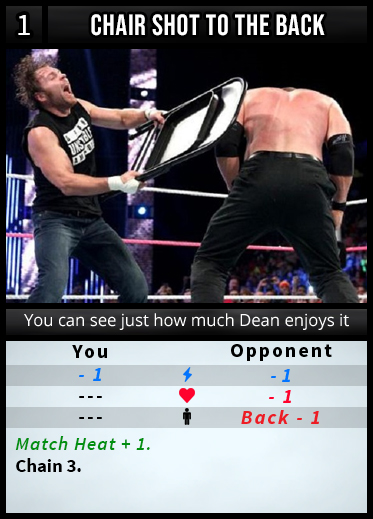 1 CHAIR SHOT TO THE BACK
UNSTABLE
You can see just how much Dean enjoys it
You Opponent
- 1 - 1
--- - 1
--- Back - 1
Match Heat + 1.
Chain 3.